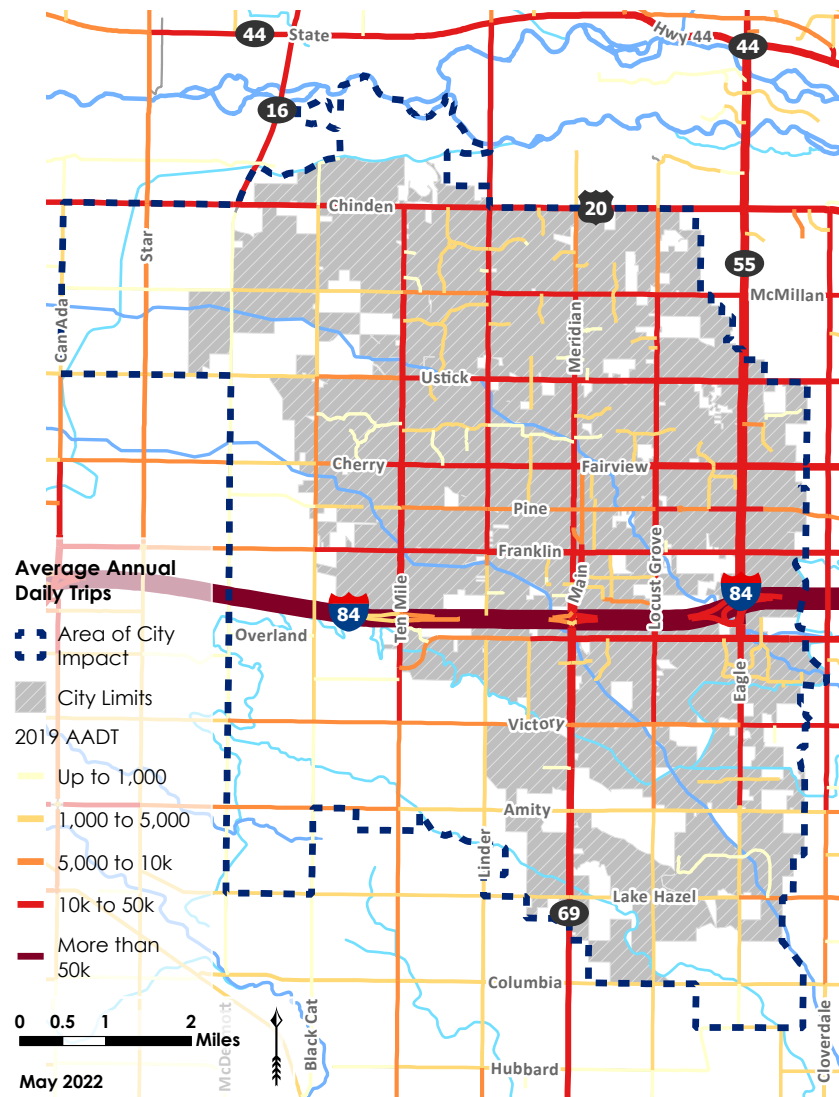 44
State
Hwy 44
44
16
Chinden
20
Star
55
McMillan
Can-Ada
Meridian
Ustick
Cherry
Fairview
Pine
Franklin
Average Annual
Daily Trips
Area of City
Impact
City Limits
2019 AADT
Up to 1,000
1,000 to 5,000
5,000 to 10k
10k to 50k
More than
50k
84
Ten Mile
Main
Locust Grove
84
Overland
Eagle
Victory
Amity
Linder
Lake Hazel
69
Columbia
McDermott
Black Cat
Cloverdale
Hubbard
0 0.5 1 2
Miles
May 2022